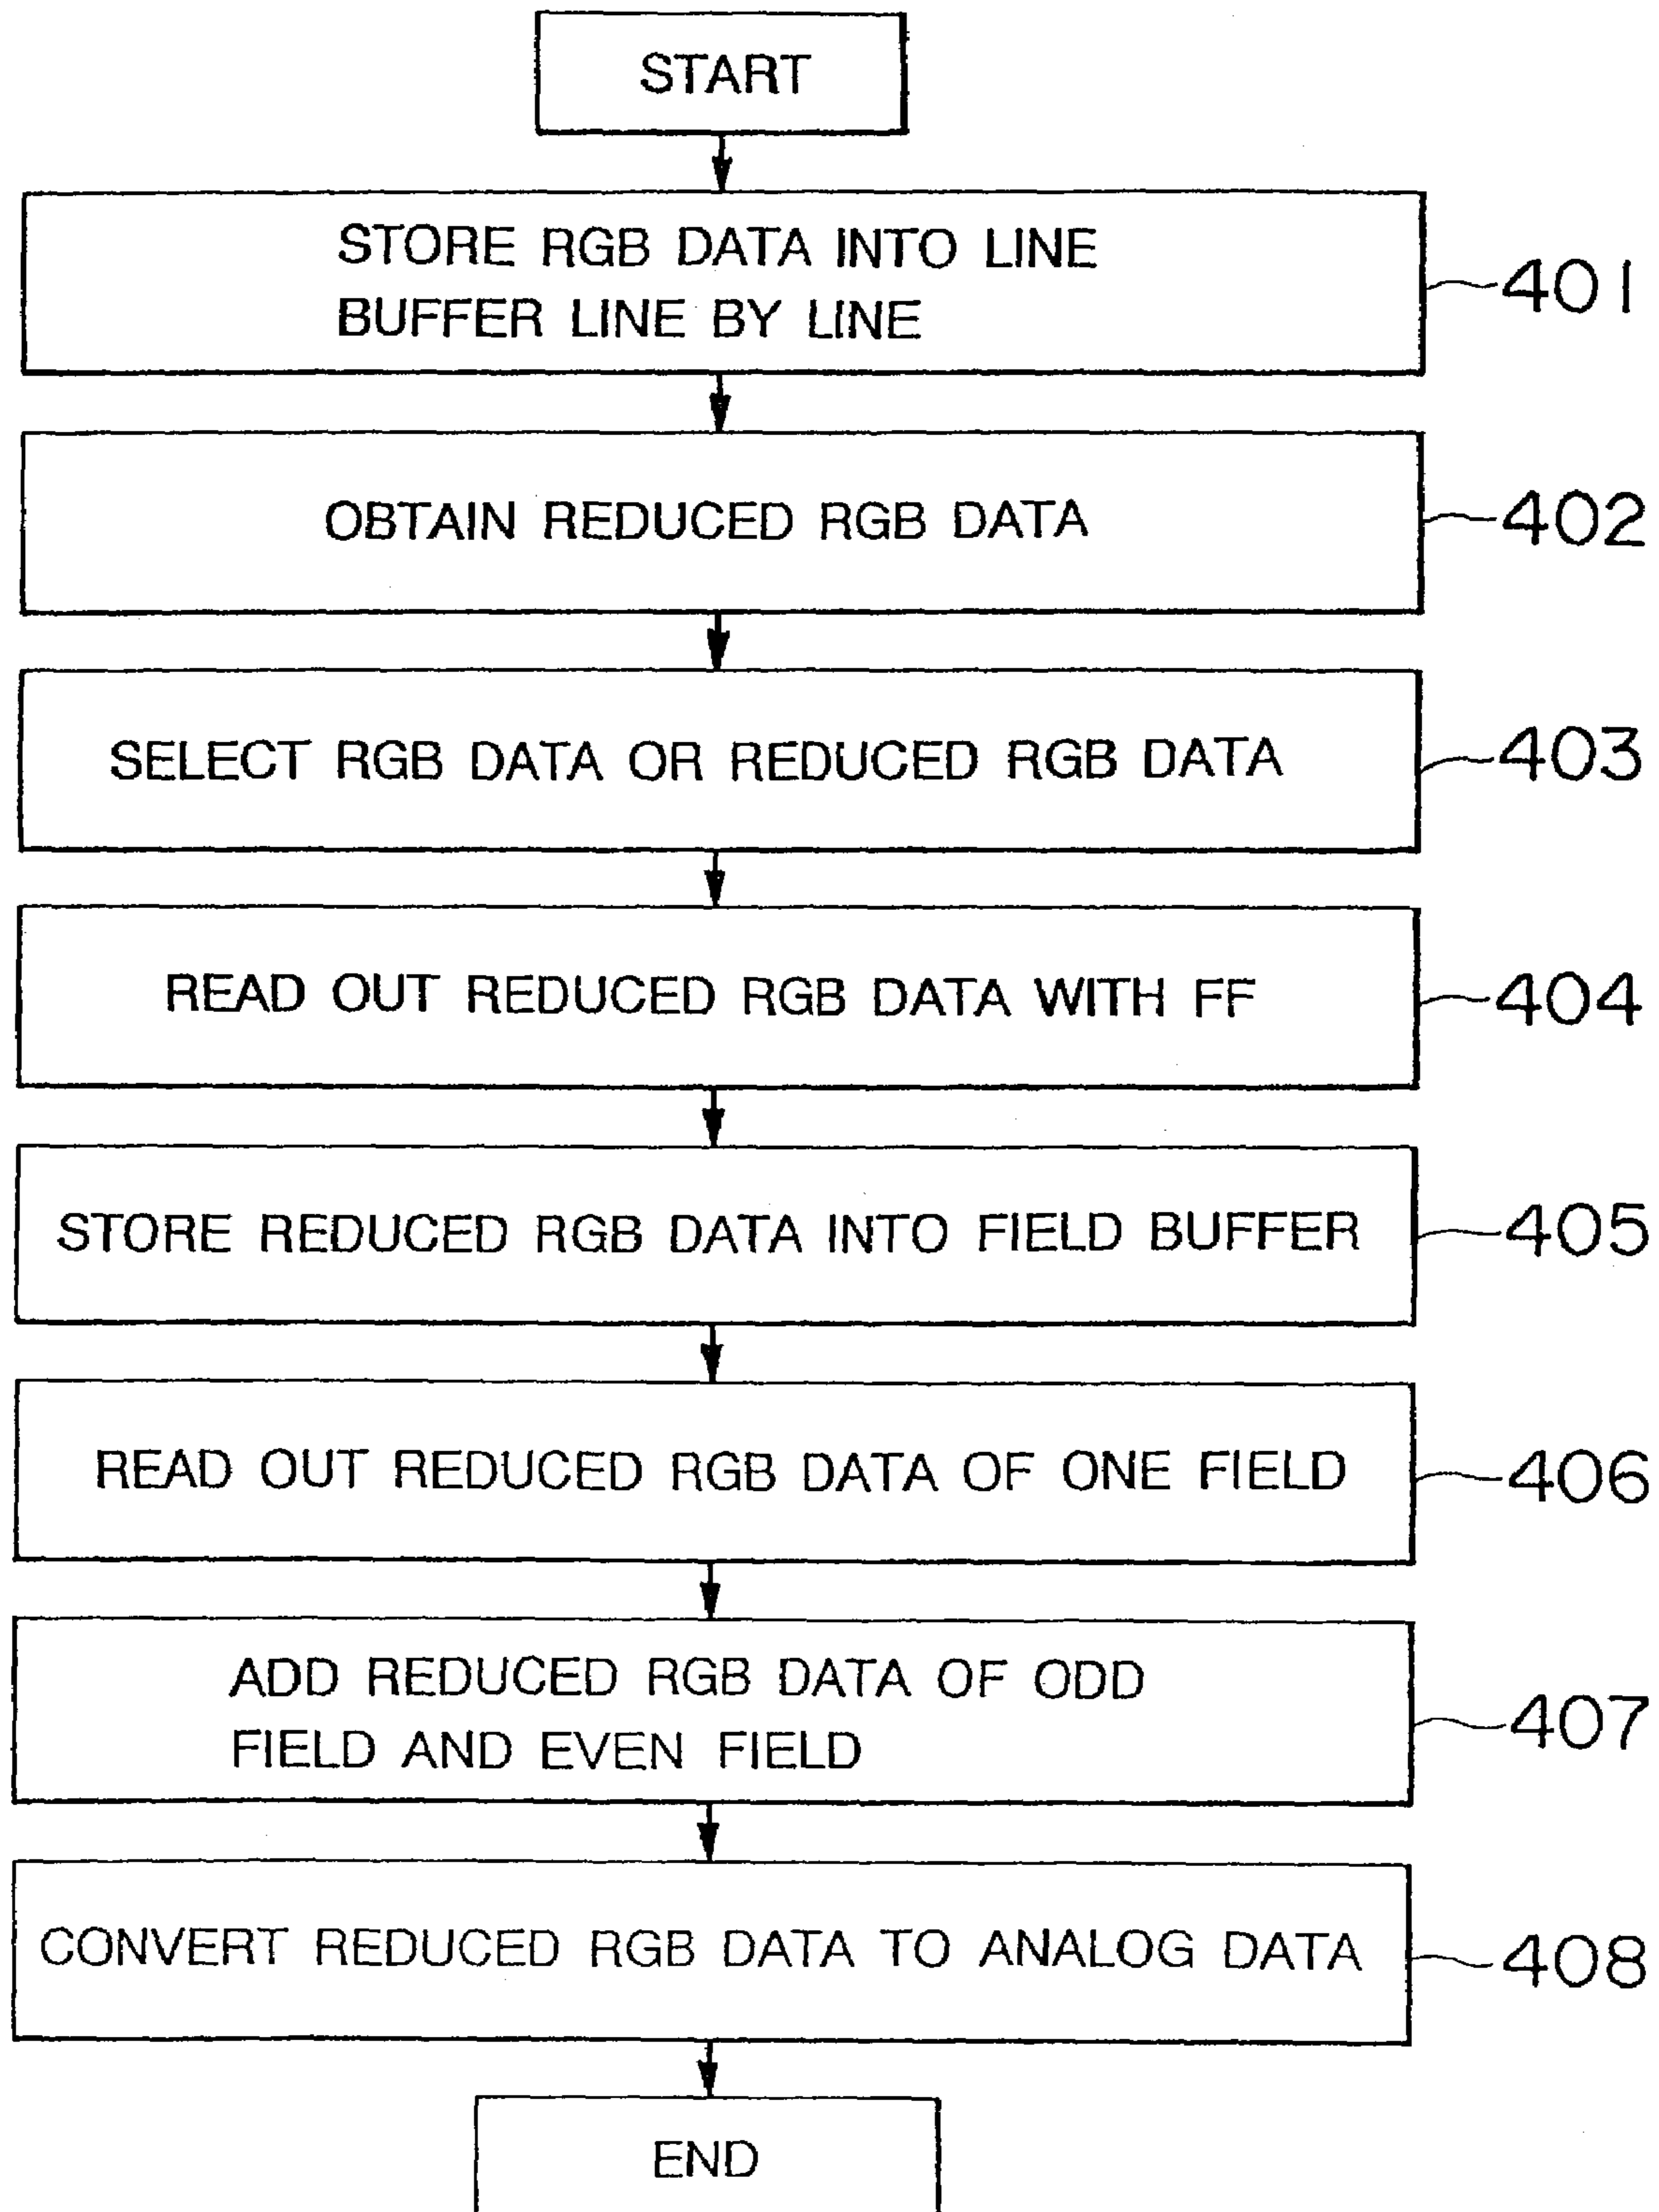 START
STORE RGB DATA INTO LINE
BUFFER LINE BY LINE
401
OBTAIN REDUCED RGB DATA
402
SELECT RGB DATA OR REDUCED RGB DATA
403
READ OUT REDUCED RGB DATA WITH FF
404
STORE REDUCED RGB DATA INTO FIELD BUFFER
405
READ OUT REDUCED RGB DATA OF ONE FIELD
406
ADD REDUCED RGB DATA OF ODD
FIELD AND EVEN FIELD
407
CONVERT REDUCED RGB DATA TO ANALOG DATA
408
END